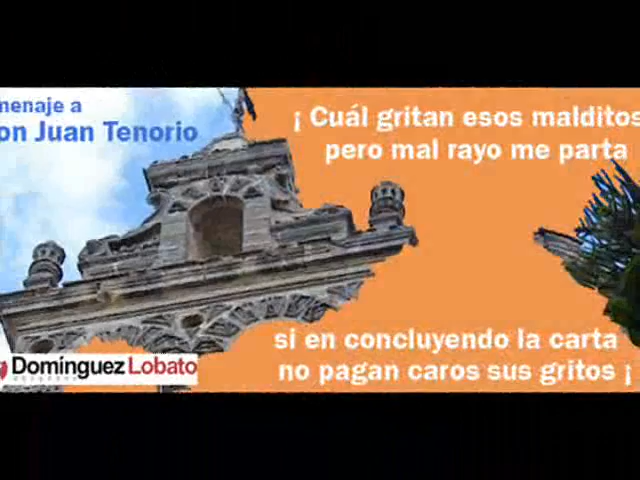 menaje a
on Juan Tenorio
¡ Cuál gritan esos malditos
pero mal rayo me parta
si en concluyendo la carta
no pagan caros sus gritos ¡
Domínguez Lobato